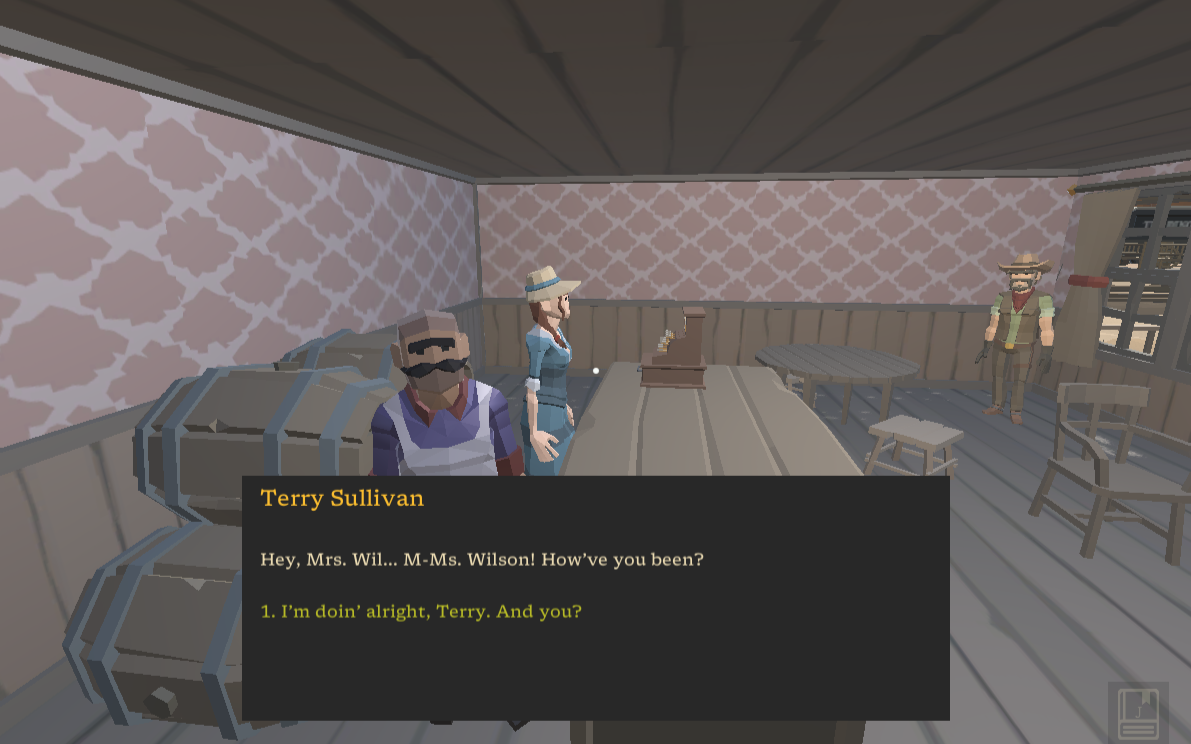 Terry Sullivan
Hey, Mrs. Wil... M-Ms. Wilson! How've you been?
1. I'm doin' alright, Terry. And you?